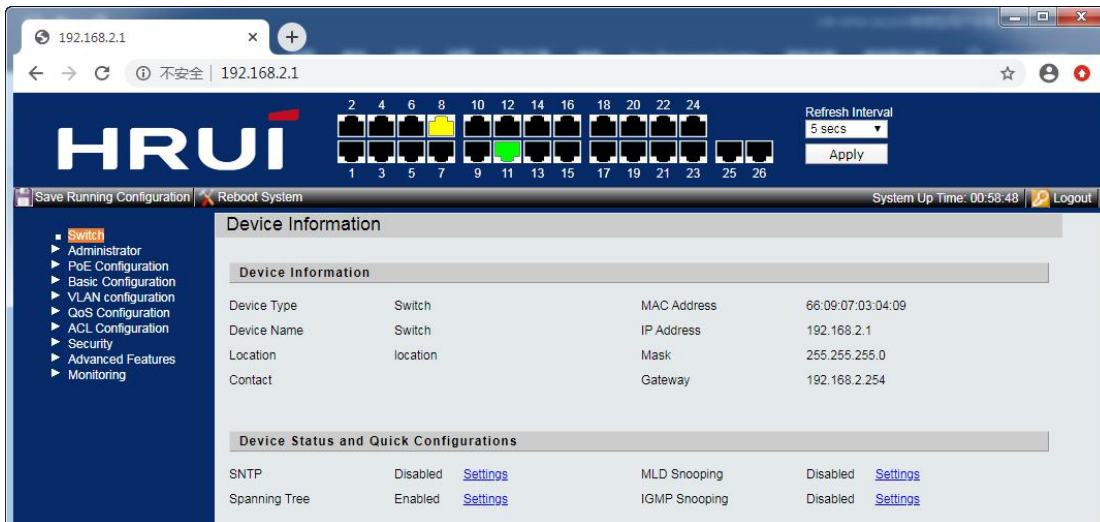 192.168.2.1
不安全 | 192.168.2.1
HRUI
2 4 6 8 10 12 14 16 18 20 22 24
1 3 5 7 9 11 13 15 17 19 21 23 25 26
Refresh Interval
5 secs
Apply
Save Running Configuration Reboot System System Up Time: 00:58:48 Logout
Switch
Administrator
PoE Configuration
Basic Configuration
VLAN configuration
QoS Configuration
ACL Configuration
Security
Advanced Features
Monitoring
Device Information
Device Information
Device Type Switch MAC Address 66:09:07:03:04:09
Device Name Switch IP Address 192.168.2.1
Location location Mask 255.255.255.0
Contact Gateway 192.168.2.254
Device Status and Quick Configurations
SNTP Disabled Settings MLD Snooping Disabled Settings
Spanning Tree Enabled Settings IGMP Snooping Disabled Settings